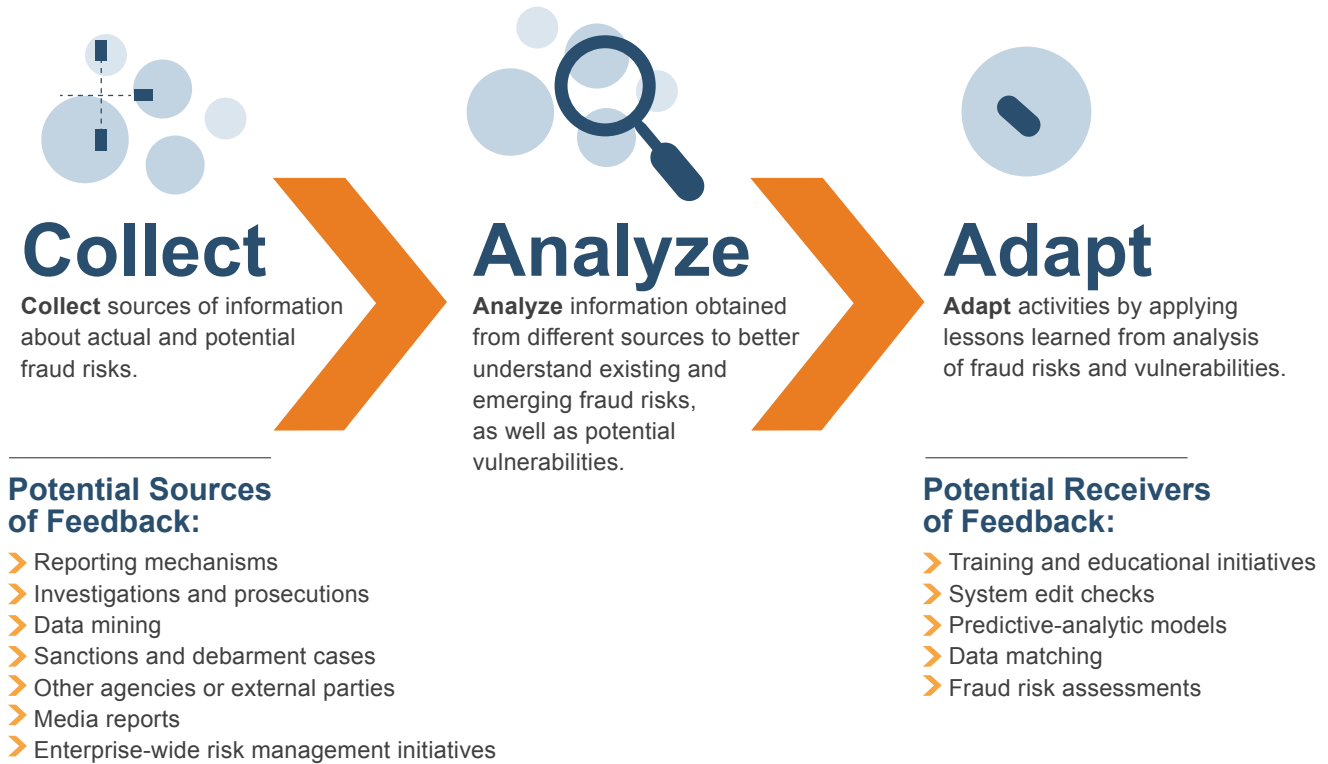 Collect
Collect sources of information
about actual and potential
fraud risks.
Potential Sources
of Feedback:
Reporting mechanisms
Investigations and prosecutions
Data mining
Sanctions and debarment cases
Other agencies or external parties
Media reports
Enterprise-wide risk management initiatives
Analyze
Analyze information obtained
from different sources to better
understand existing and
emerging fraud risks,
as well as potential
vulnerabilities.
Adapt
Adapt activities by applying
lessons learned from analysis
of fraud risks and vulnerabilities.
Potential Receivers
of Feedback:
Training and educational initiatives
System edit checks
Predictive-analytic models
Data matching
Fraud risk assessments